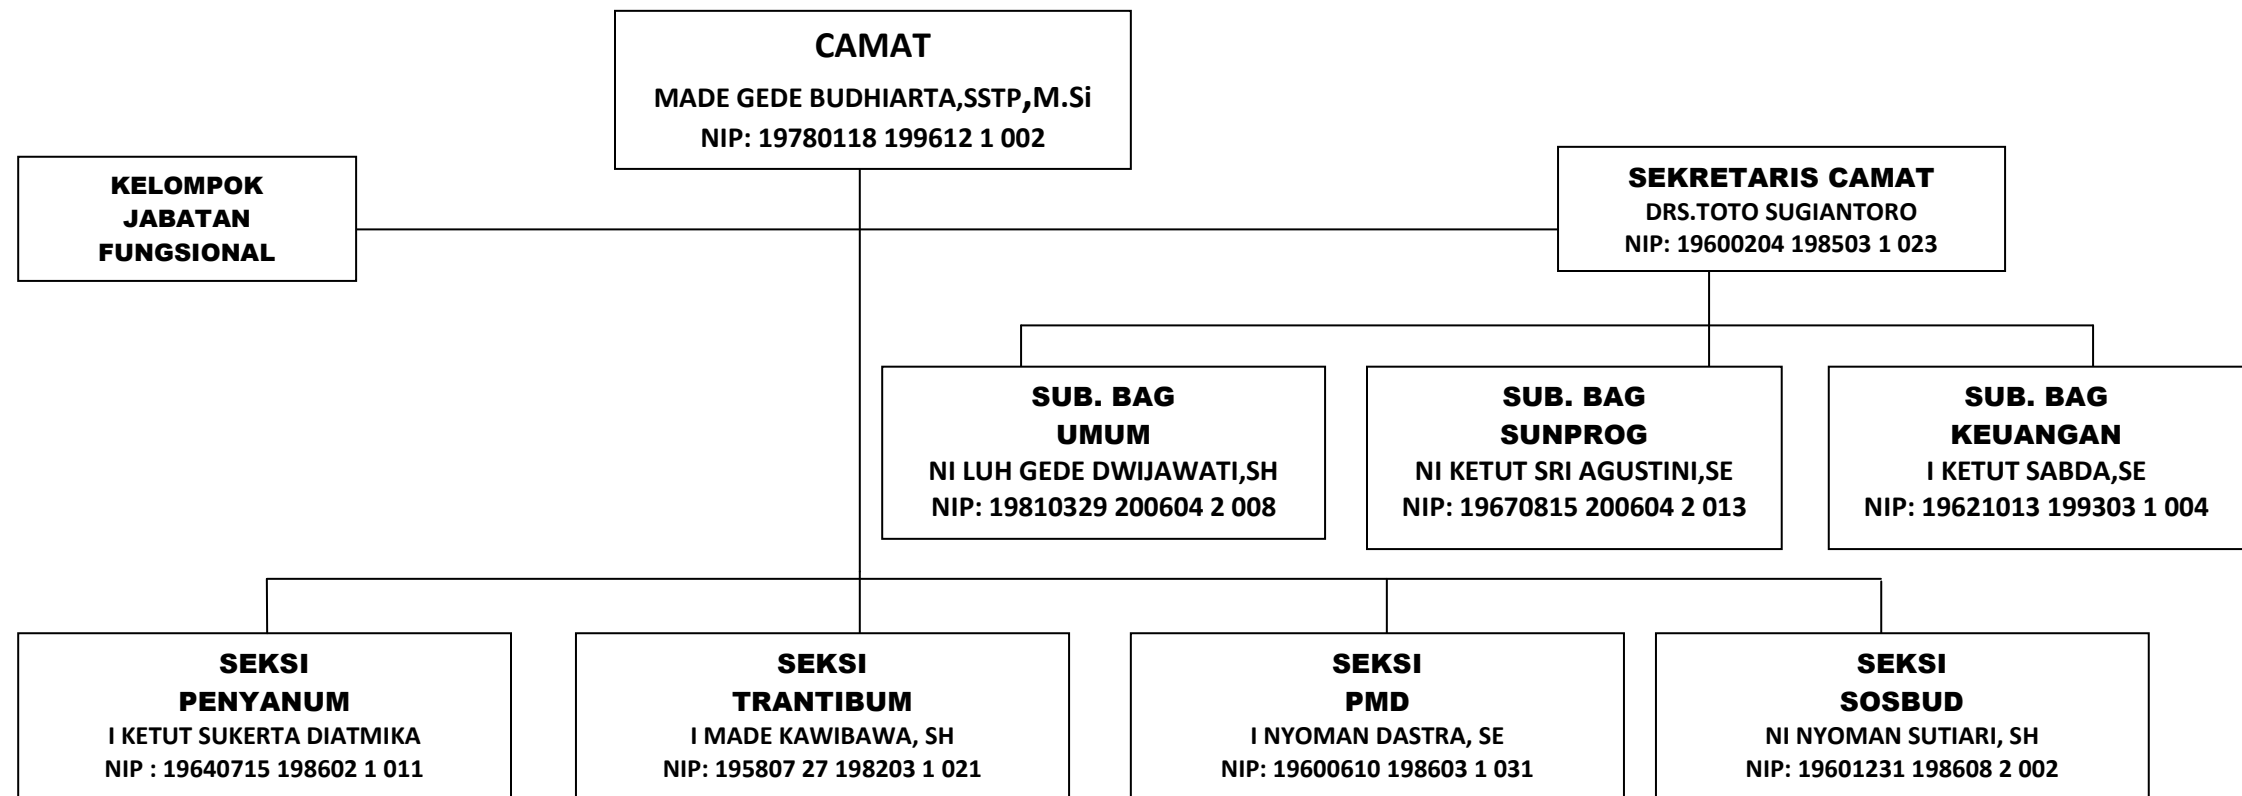 CAMAT
MADE GEDE BUDHIARTA,SSTP,M.Si
NIP: 19780118 199612 1 002
KELOMPOK
JABATAN
FUNGSIONAL
SEKRETARIS CAMAT
DRS.TOTO SUGIANTORO
NIP: 19600204 198503 1 023
SUB. BAG
UMUM
NI LUH GEDE DWIJAWATI,SH
NIP: 19810329 200604 2 008
SUB. BAG
SUNPROG
NI KETUT SRI AGUSTINI,SE
NIP: 19670815 200604 2 013
SUB. BAG
KEUANGAN
I KETUT SABDA,SE
NIP: 19621013 199303 1 004
SEKSI
PENYANUM
I KETUT SUKERTA DIATMIKA
NIP : 19640715 198602 1 011
SEKSI
TRANTIBUM
I MADE KAWIBAWA, SH
NIP: 195807 27 198203 1 021
SEKSI
PMD
I NYOMAN DASTRA, SE
NIP: 19600610 198603 1 031
SEKSI
SOSBUD
NI NYOMAN SUTIARI, SH
NIP: 19601231 198608 2 002